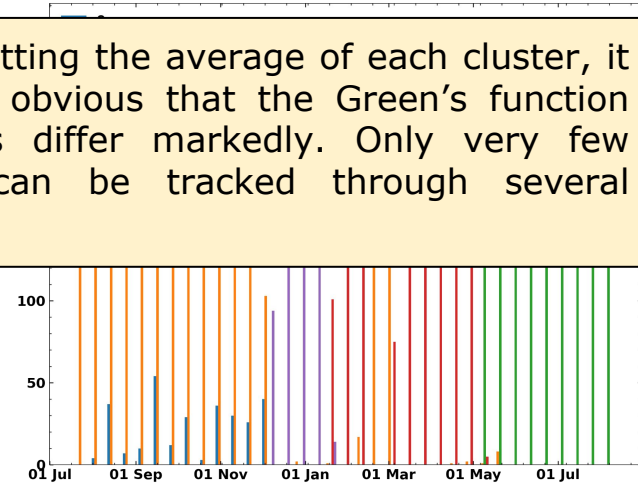 tting the average of each cluster, it
obvious that the Green's function
s differ markedly. Only very few
can be tracked through several
100
50
0
01 Jul 01 Sep 01 Nov 01 Jan 01 Mar 01 May 01 Jul